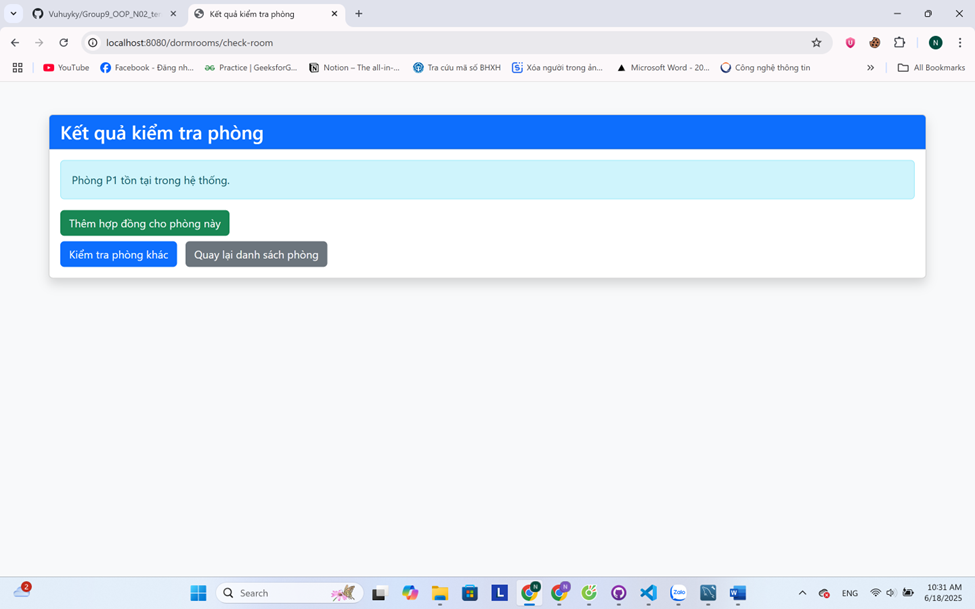 Vuhuyky/Group9_OOP_N02_te
Kết quả kiểm tra phòng
localhost:8080/dormrooms/check-room
N
YouTube
Facebook - Đăng nh...
Practice | GeeksforG...
Notion – The all-in-...
Tra cứu mã số BHXH
Xóa người trong ản...
Microsoft Word - 20...
Công nghệ thông tin
All Bookmarks
Kết quả kiểm tra phòng
Phòng P1 tồn tại trong hệ thống.
Thêm hợp đồng cho phòng này
Kiểm tra phòng khác
Quay lại danh sách phòng
2
Search
L
N
N
Zalo
W
ENG
10:31 AM
6/18/2025